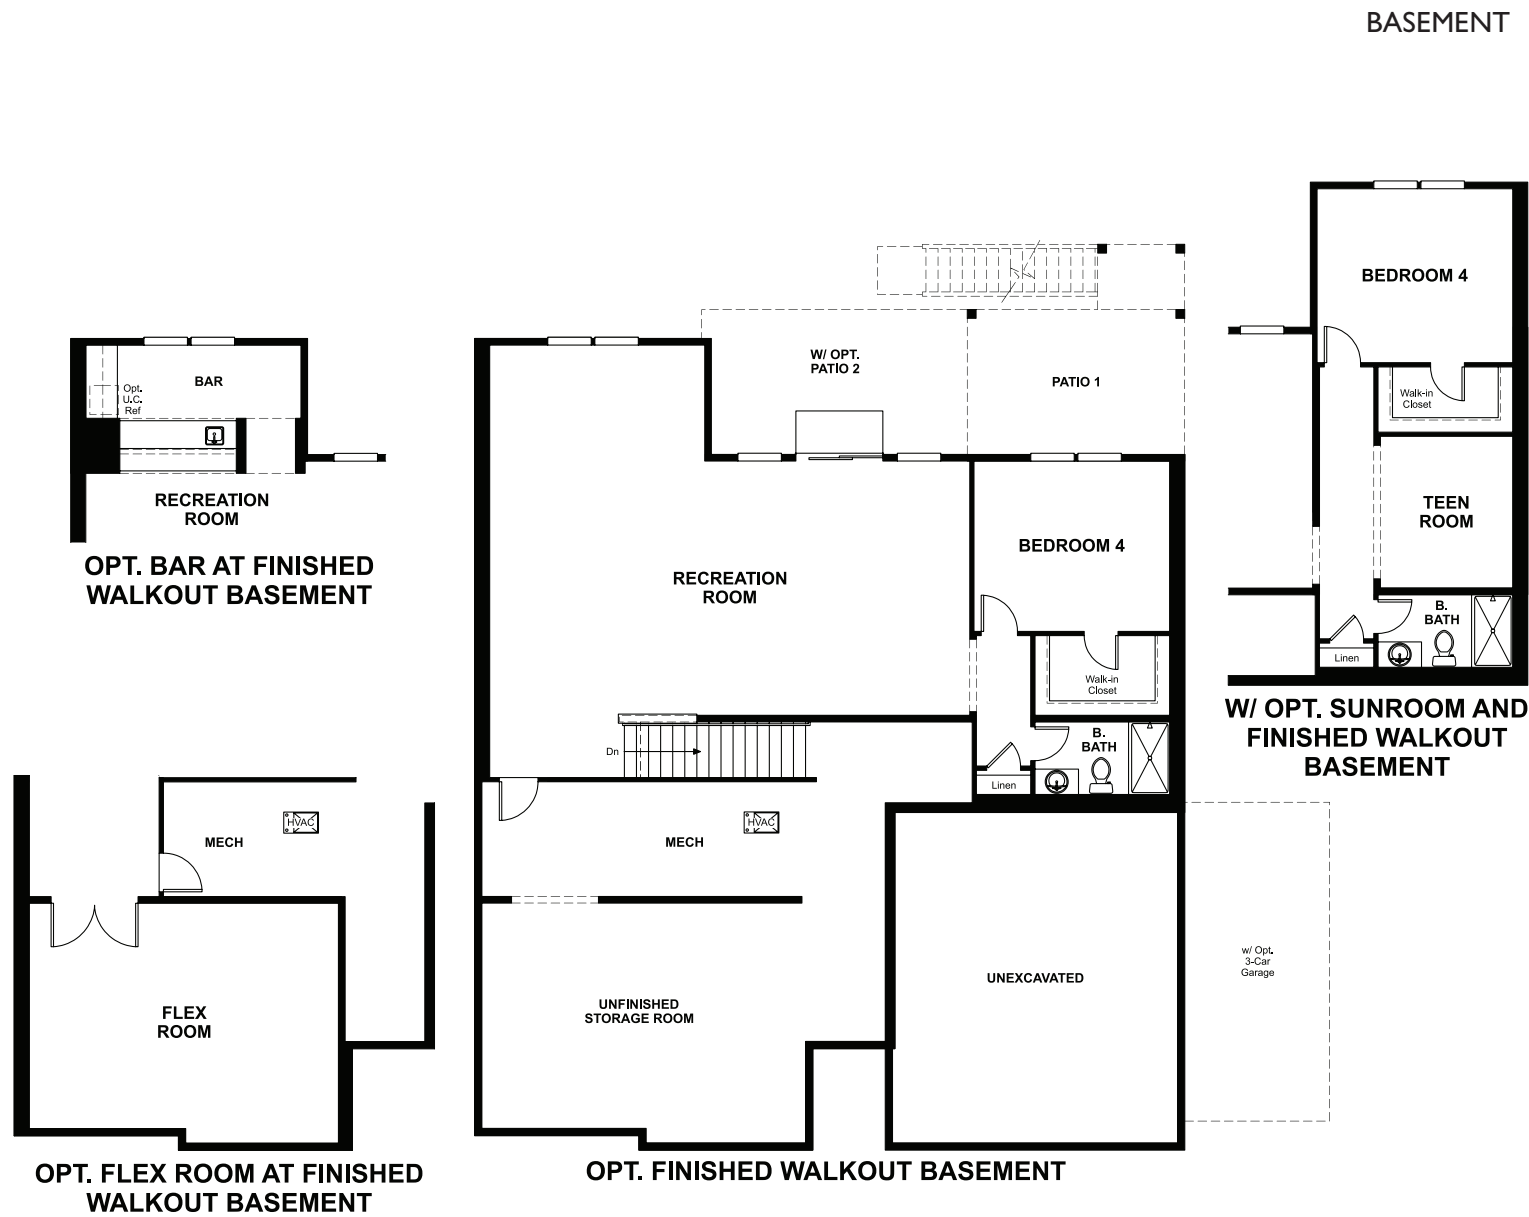 BASEMENT
BAR
Opt.
U.C.
Ref
RECREATION
ROOM
OPT. BAR AT FINISHED
WALKOUT BASEMENT
MECH
HVAC
FLEX
ROOM
OPT. FLEX ROOM AT FINISHED
WALKOUT BASEMENT
W/ OPT.
PATIO 2
PATIO 1
RECREATION
ROOM
BEDROOM 4
Walk-in
Closet
Dn
B.
BATH
Linen
MECH
HVAC
UNFINISHED
STORAGE ROOM
UNEXCAVATED
w/ Opt.
3-Car
Garage
OPT. FINISHED WALKOUT BASEMENT
BEDROOM 4
Walk-in
Closet
TEEN
ROOM
B.
BATH
Linen
W/ OPT. SUNROOM AND
FINISHED WALKOUT
BASEMENT